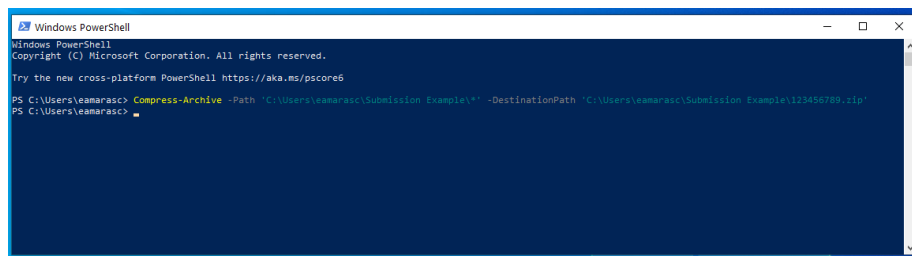 Windows PowerShell
Windows PowerShell
Copyright (C) Microsoft Corporation. All rights reserved.
Try the new cross-platform PowerShell https://aka.ms/pscore6
PS C:\Users\eamarasc> Compress-Archive -Path 'C:\Users\eamarasc\Submission Example\*' -DestinationPath 'C:\Users\eamarasc\Submission Example\123456789.zip'
PS C:\Users\eamarasc>